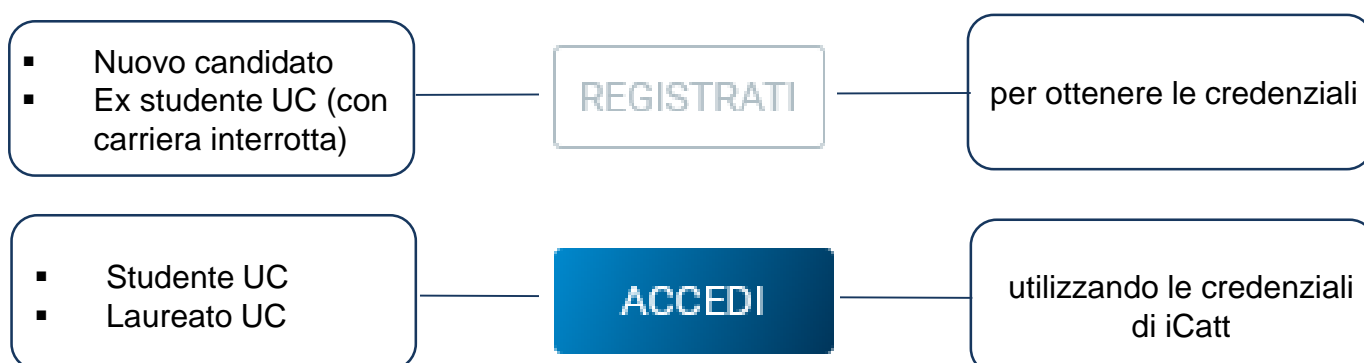 ▪ Nuovo candidato
▪ Ex studente UC (con
carriera interrotta)
REGISTRATI
per ottenere le credenziali
▪ Studente UC
▪ Laureato UC
ACCEDI
utilizzando le credenziali
di iCatt